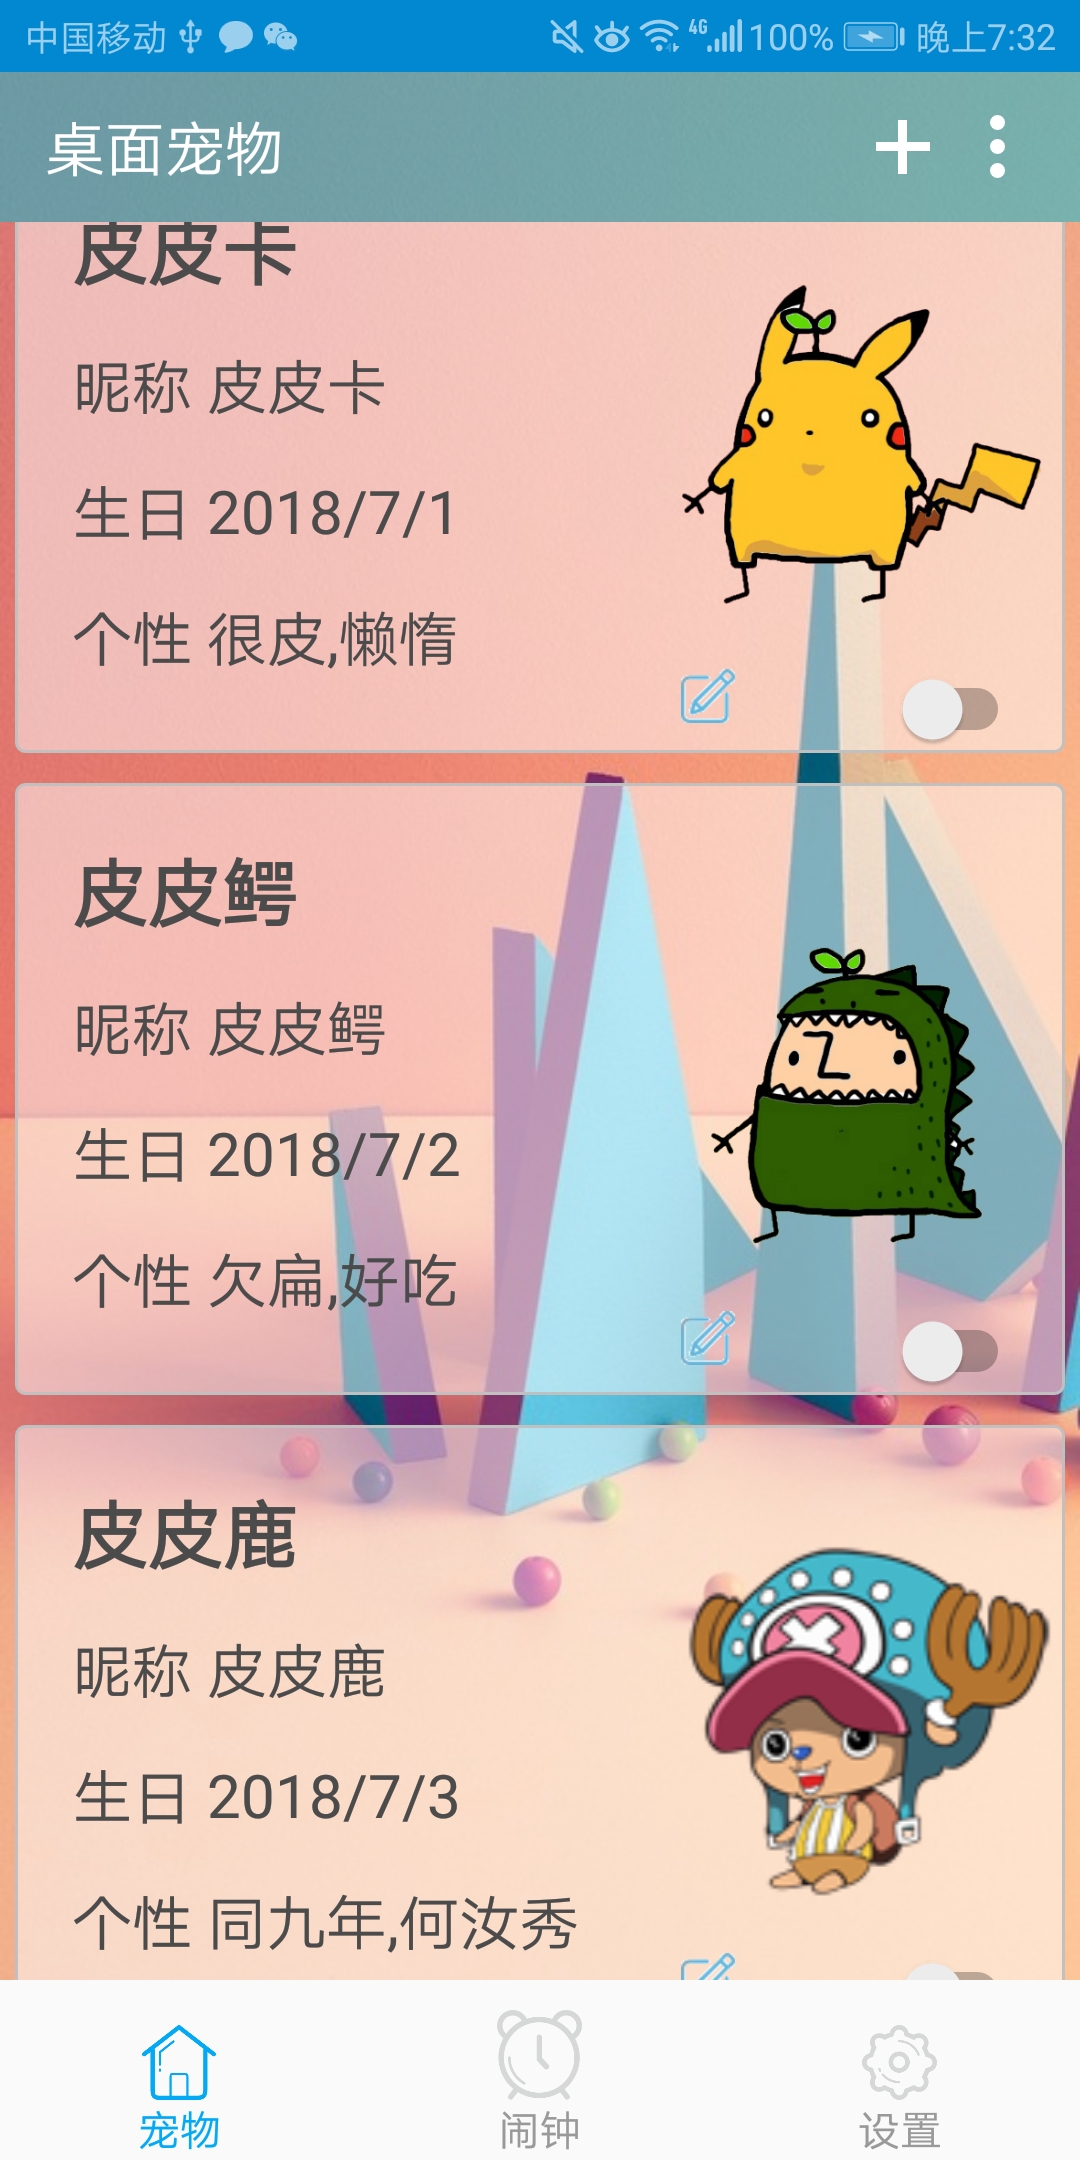 中国移动 4G 100% 晚上7:32
桌面宠物
皮皮卡
昵称 皮皮卡
生日 2018/7/1
个性 很皮,懒惰
皮皮鳄
昵称 皮皮鳄
生日 2018/7/2
个性 欠扁,好吃
皮皮鹿
昵称 皮皮鹿
生日 2018/7/3
个性 同九年,何汝秀
宠物 闹钟 设置